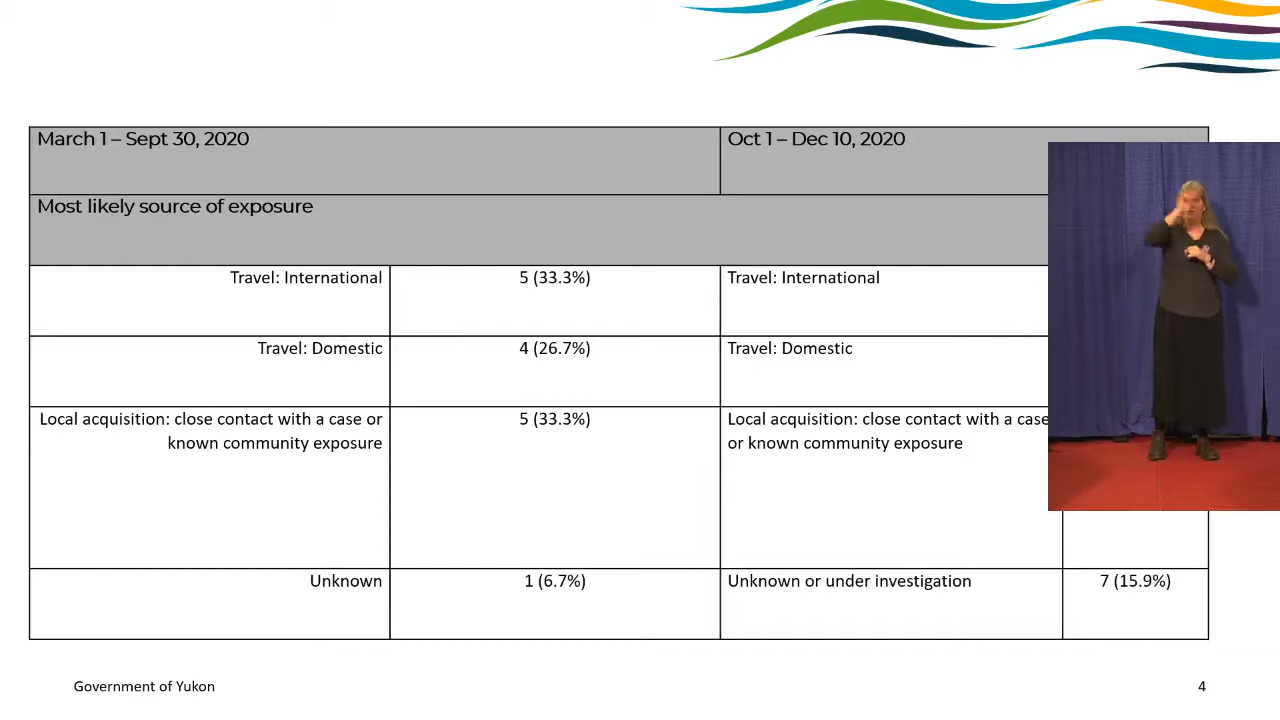 March 1 – Sept 30, 2020
Oct 1 – Dec 10, 2020
Most likely source of exposure
Travel: International
5 (33.3%)
Travel: International
Travel: Domestic
4 (26.7%)
Travel: Domestic
Local acquisition: close contact with a case or
known community exposure
5 (33.3%)
Local acquisition: close contact with a case
or known community exposure
Unknown
1 (6.7%)
Unknown or under investigation
7 (15.9%)
Government of Yukon
4